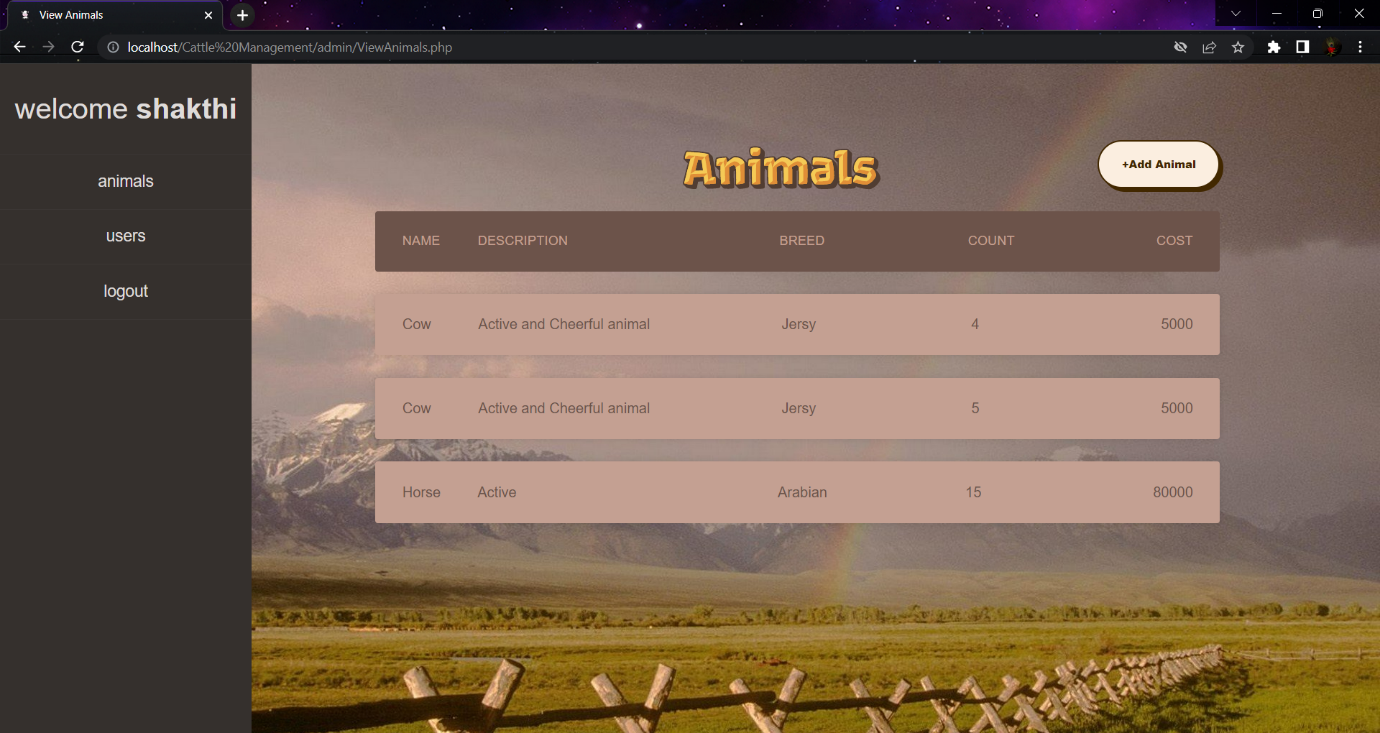 View Animals
localhost/Cattle%20Management/admin/ViewAnimals.php
welcome shakthi
animals
users
logout
Animals
+Add Animal
NAME DESCRIPTION BREED COUNT COST
Cow Active and Cheerful animal Jersy 4 5000
Cow Active and Cheerful animal Jersy 5 5000
Horse Active Arabian 15 80000